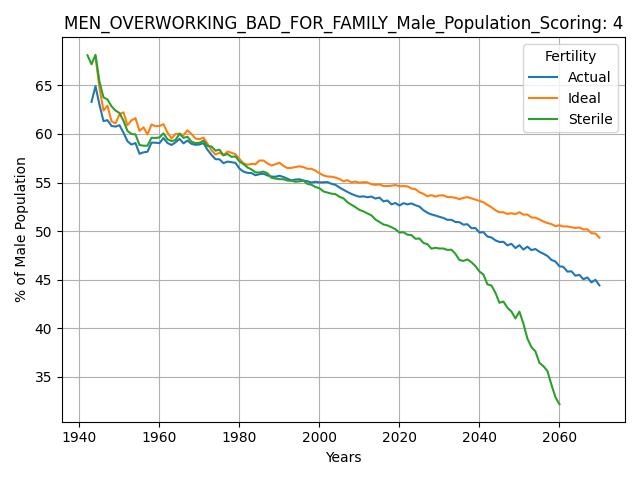 MEN_OVERWORKING_BAD_FOR_FAMILY_Male_Population_Scoring: 4
Fertility
Actual
Ideal
Sterile
% of Male Population
65
60
55
50
45
40
35
1940 1960 1980 2000 2020 2040 2060
Years